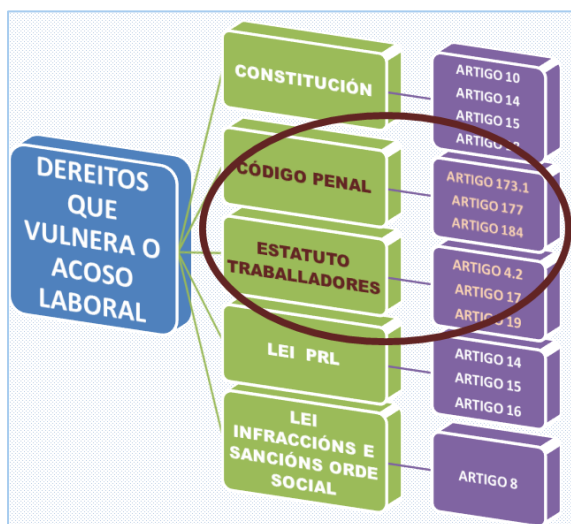 DEREITOS
QUE
VULNERA O
ACOSO
LABORAL
CONSTITUCIÓN
ARTIGO 10
ARTIGO 14
ARTIGO 15
CÓDIGO PENAL
ARTIGO 173.1
ARTIGO 177
ARTIGO 184
ESTATUTO
TRABALLADORES
ARTIGO 4.2
ARTIGO 17
ARTIGO 19
LEI PRL
ARTIGO 14
ARTIGO 15
ARTIGO 16
LEI
INFRACCIÓNS E
SANCIÓNS ORDE
SOCIAL
ARTIGO 8